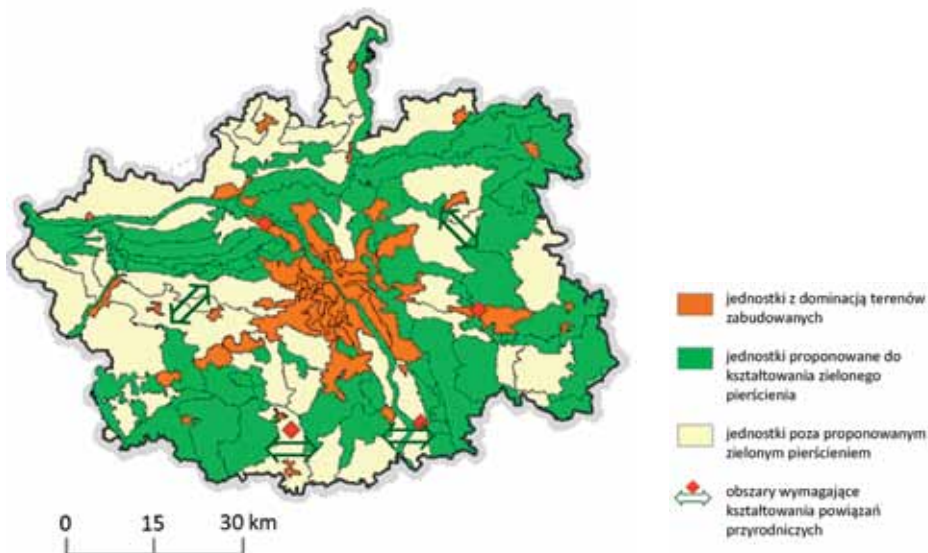 jednostki z dominacją terenów
zabudowanych
jednostki proponowane do
kształtowania zielonego
pierścienia
jednostki poza proponowanym
zielonym pierścieniem
obszary wymagające
kształtowania powiązań
przyrodniczych
0 15 30 km